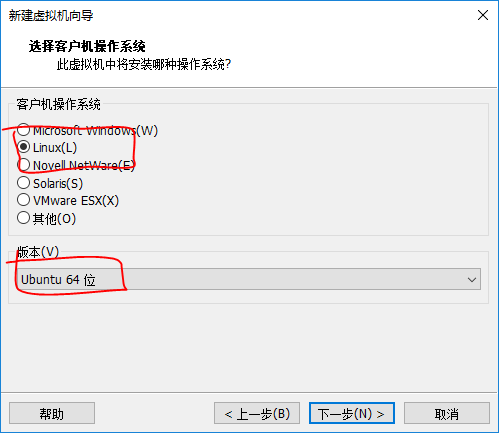 新建虚拟机向导
选择客户机操作系统
此虚拟机中将安装哪种操作系统?
客户机操作系统
Microsoft Windows(W)
Linux(L)
Novell NetWare(E)
Solaris(S)
VMware ESX(X)
其他(O)
版本(V)
Ubuntu 64 位
帮助
< 上一步(B)
下一步(N) >
取消